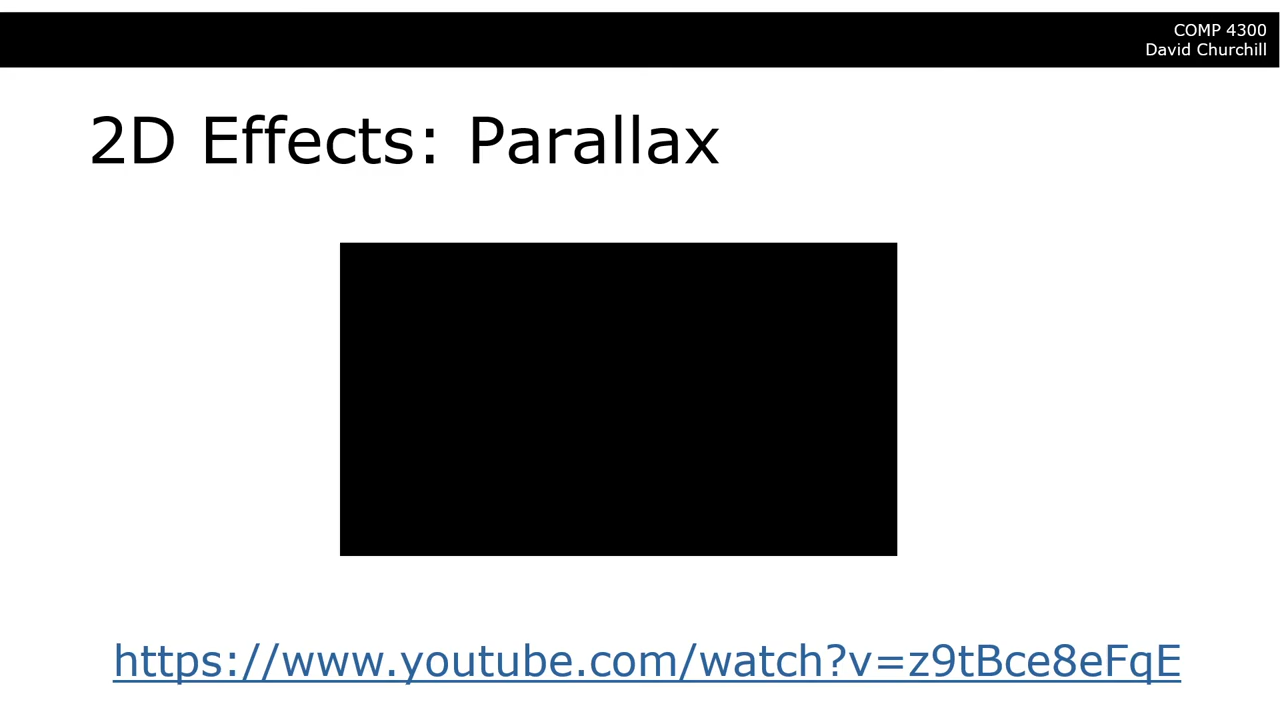 COMP 4300
David Churchill
2D Effects: Parallax
https://www.youtube.com/watch?v=z9tBce8eFqE